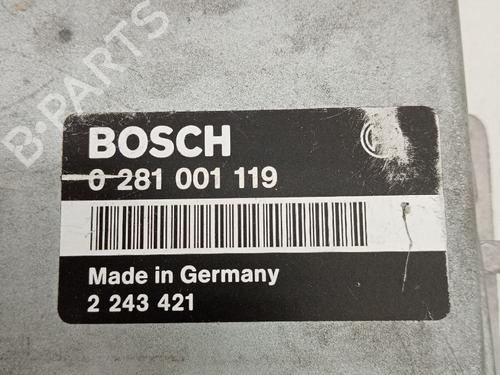 B-PARTS
BOSCH
0 281 001 119
Made in Germany
2 243 421